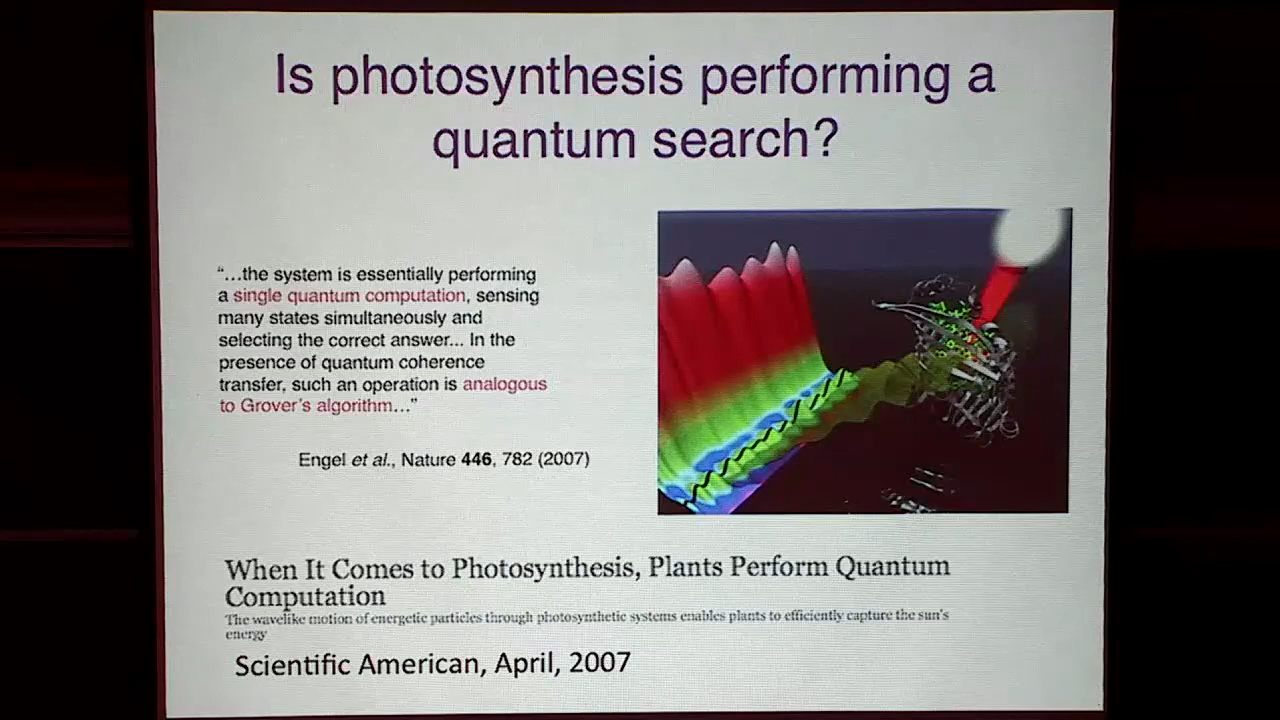 Is photosynthesis performing a
quantum search?
“...the system is essentially performing
a single quantum computation, sensing
many states simultaneously and
selecting the correct answer... In the
presence of quantum coherence
transfer, such an operation is analogous
to Grover's algorithm...”
Engel et al., Nature 446, 782 (2007)
When It Comes to Photosynthesis, Plants Perform Quantum
Computation
The wavelike motion of energetic particles through photosynthetic systems enables plants to efficiently capture the sun's
energy
Scientific American, April, 2007